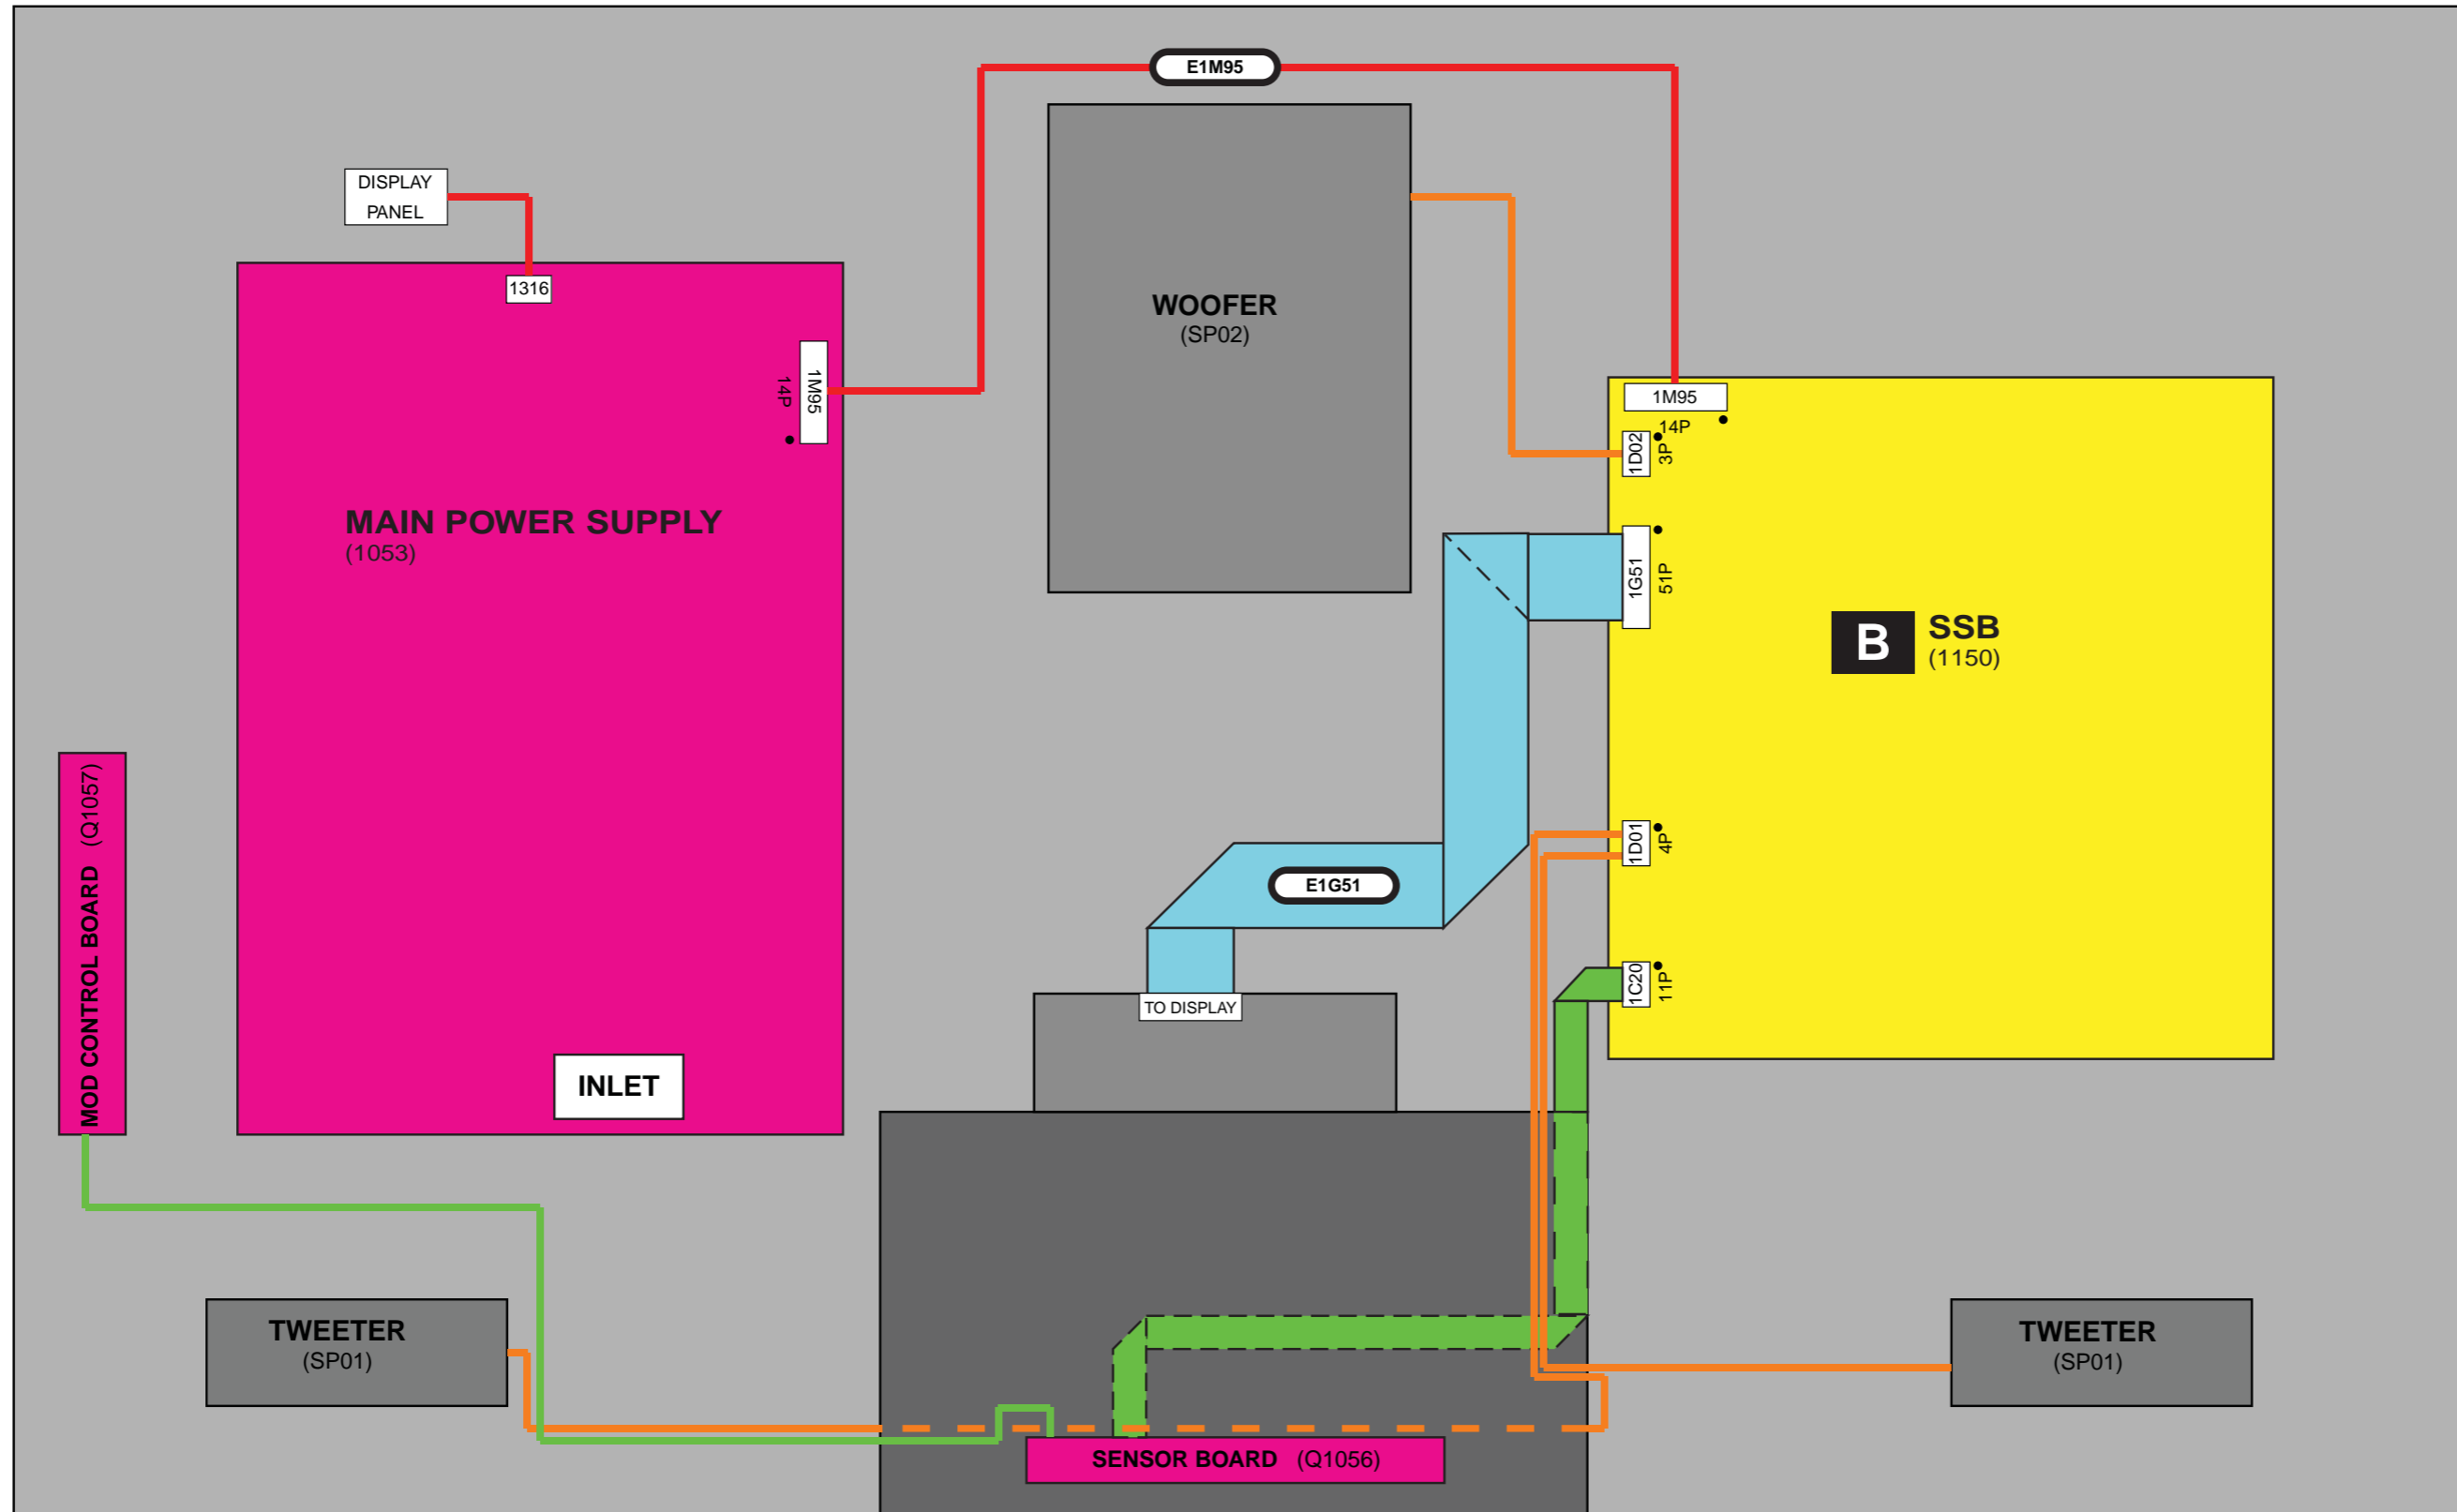 E1M95
DISPLAY
PANEL
1316
WOOFER
(SP02)
1M95
14P
1M95
14P
1D02
3P
MAIN POWER SUPPLY
(1053)
1G51
51P
B
SSB
(1150)
MOD CONTROL BOARD (Q1057)
1D01
4P
E1G51
1C20
11P
TO DISPLAY
INLET
TWEETER
(SP01)
TWEETER
(SP01)
SENSOR BOARD (Q1056)